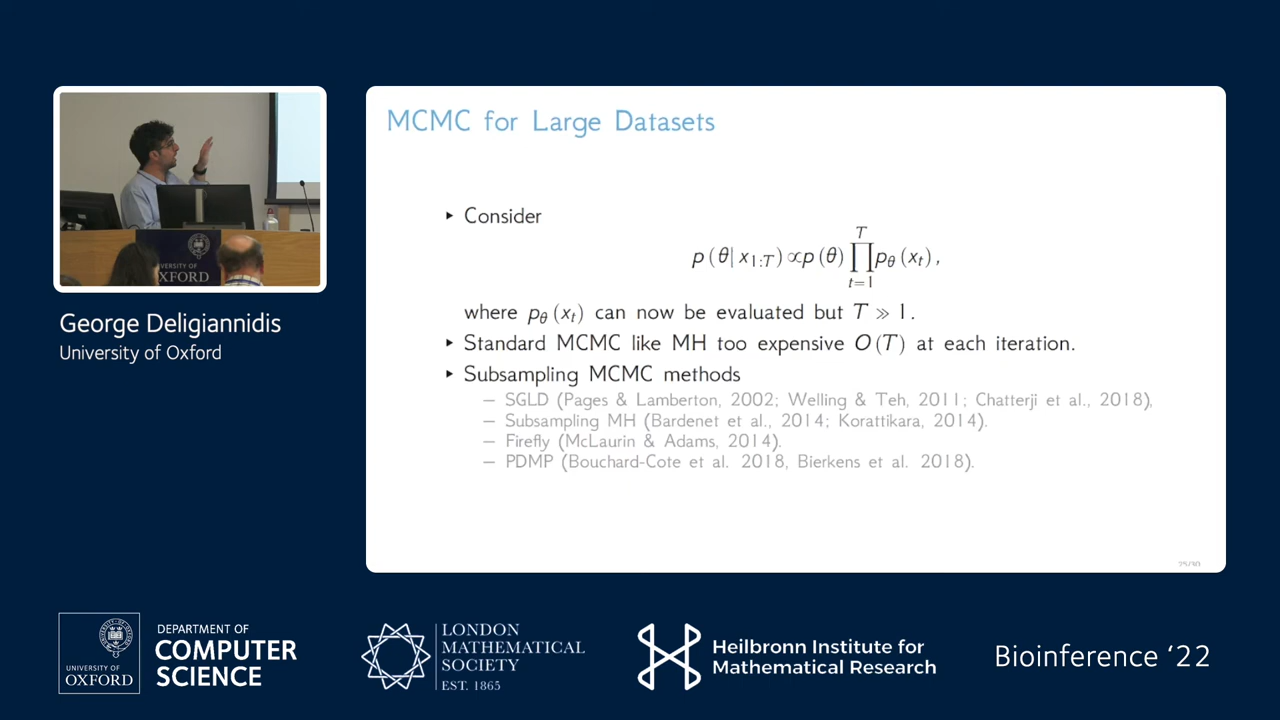 MCMC for Large Datasets
▸ Consider
p (θ| x₁:T) ∝p (θ) ∏ᵀₜ₌₁ pθ (xₜ) ,
where pθ (xₜ) can now be evaluated but T ≫ 1.
▸ Standard MCMC like MH too expensive O (T) at each iteration.
▸ Subsampling MCMC methods
– SGLD (Pages & Lamberton, 2002; Welling & Teh, 2011; Chatterji et al., 2018),
– Subsampling MH (Bardenet et al., 2014; Korattikara, 2014).
– Firefly (McLaurin & Adams, 2014).
– PDMP (Bouchard-Cote et al. 2018, Bierkens et al. 2018).
OXFORD
George Deligiannidis
University of Oxford
UNIVERSITY OF
OXFORD
DEPARTMENT OF
COMPUTER
SCIENCE
LONDON
MATHEMATICAL
SOCIETY
EST. 1865
Heilbronn Institute for
Mathematical Research
Bioinference ‘22